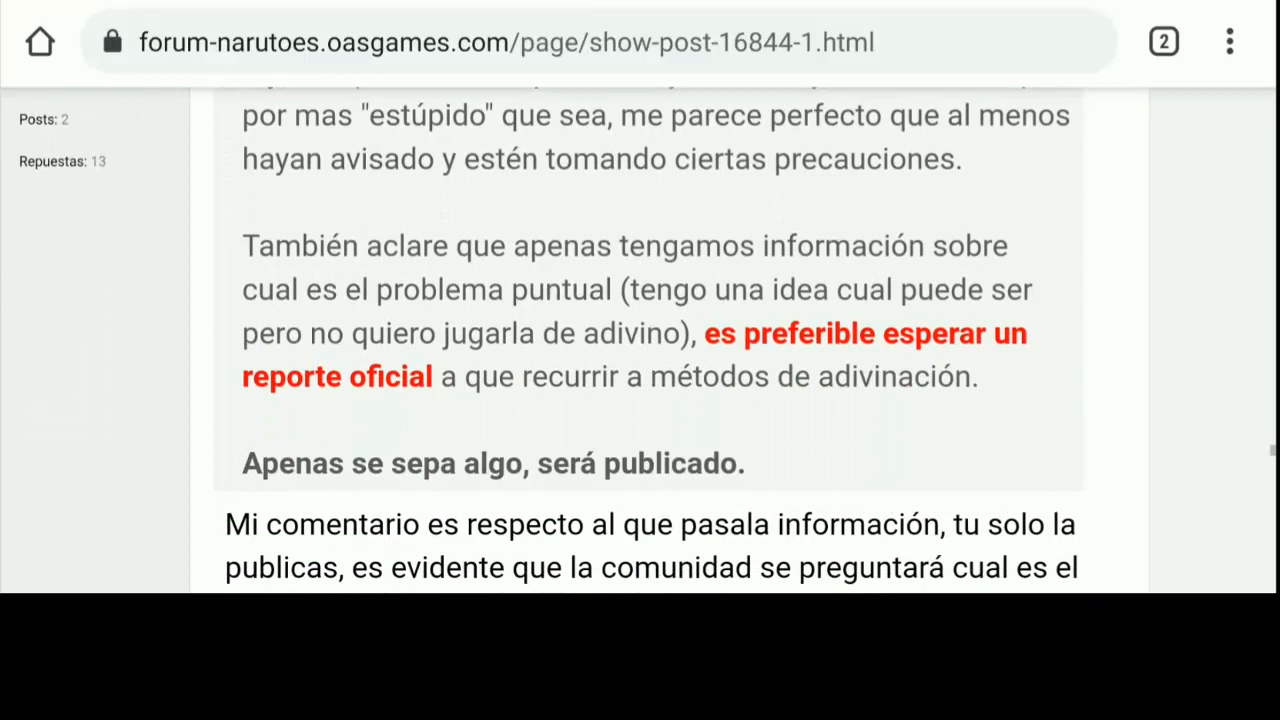 forum-narutoes.oasgames.com/page/show-post-16844-1.html
2
Posts: 2
Repuestas: 13
por mas "estúpido" que sea, me parece perfecto que al menos
hayan avisado y estén tomando ciertas precauciones.
También aclare que apenas tengamos información sobre
cual es el problema puntual (tengo una idea cual puede ser
pero no quiero jugarla de adivino), es preferible esperar un
reporte oficial a que recurrir a métodos de adivinación.
Apenas se sepa algo, será publicado.
Mi comentario es respecto al que pasala información, tu solo la
publicas, es evidente que la comunidad se preguntará cual es el